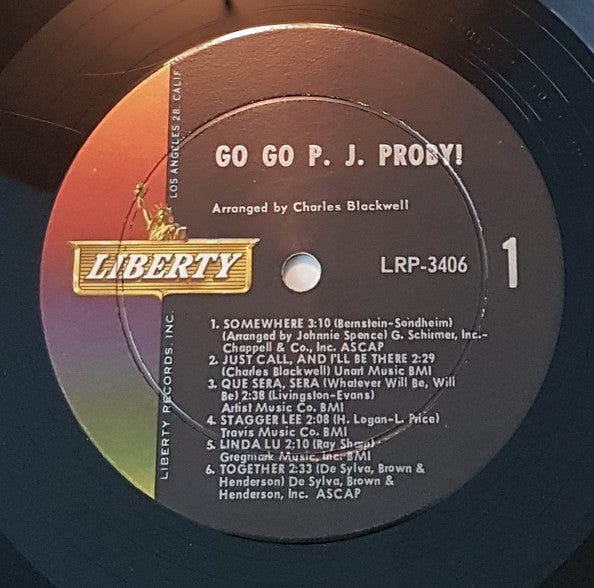 GO GO P. J. PROBY!
Arranged by Charles Blackwell
LIBERTY
LRP-3406
1
1. SOMEWHERE 3:10 (Bernstein-Sondheim)
(Arranged by Johnnie Spence) G. Schirmer, Inc.-
Chappell & Co., Inc. ASCAP
2. JUST CALL, AND I'LL BE THERE 2:29
(Charles Blackwell) Unart Music BMI
3. QUE SERA, SERA (Whatever Will Be, Will
Be) 2:38 (Livingston-Evans)
Artist Music Co. BMI
4. STAGGER LEE 2:08 (H. Logan-L. Price)
Travis Music Co. BMI
5. LINDA LU 2:10 (Ray Sharp)
Gregmark Music, Inc. BMI
6. TOGETHER 2:33 (De Sylva, Brown &
Henderson) De Sylva, Brown &
Henderson, Inc. ASCAP
LIBERTY RECORDS, INC.
LOS ANGELES 28, CALIF